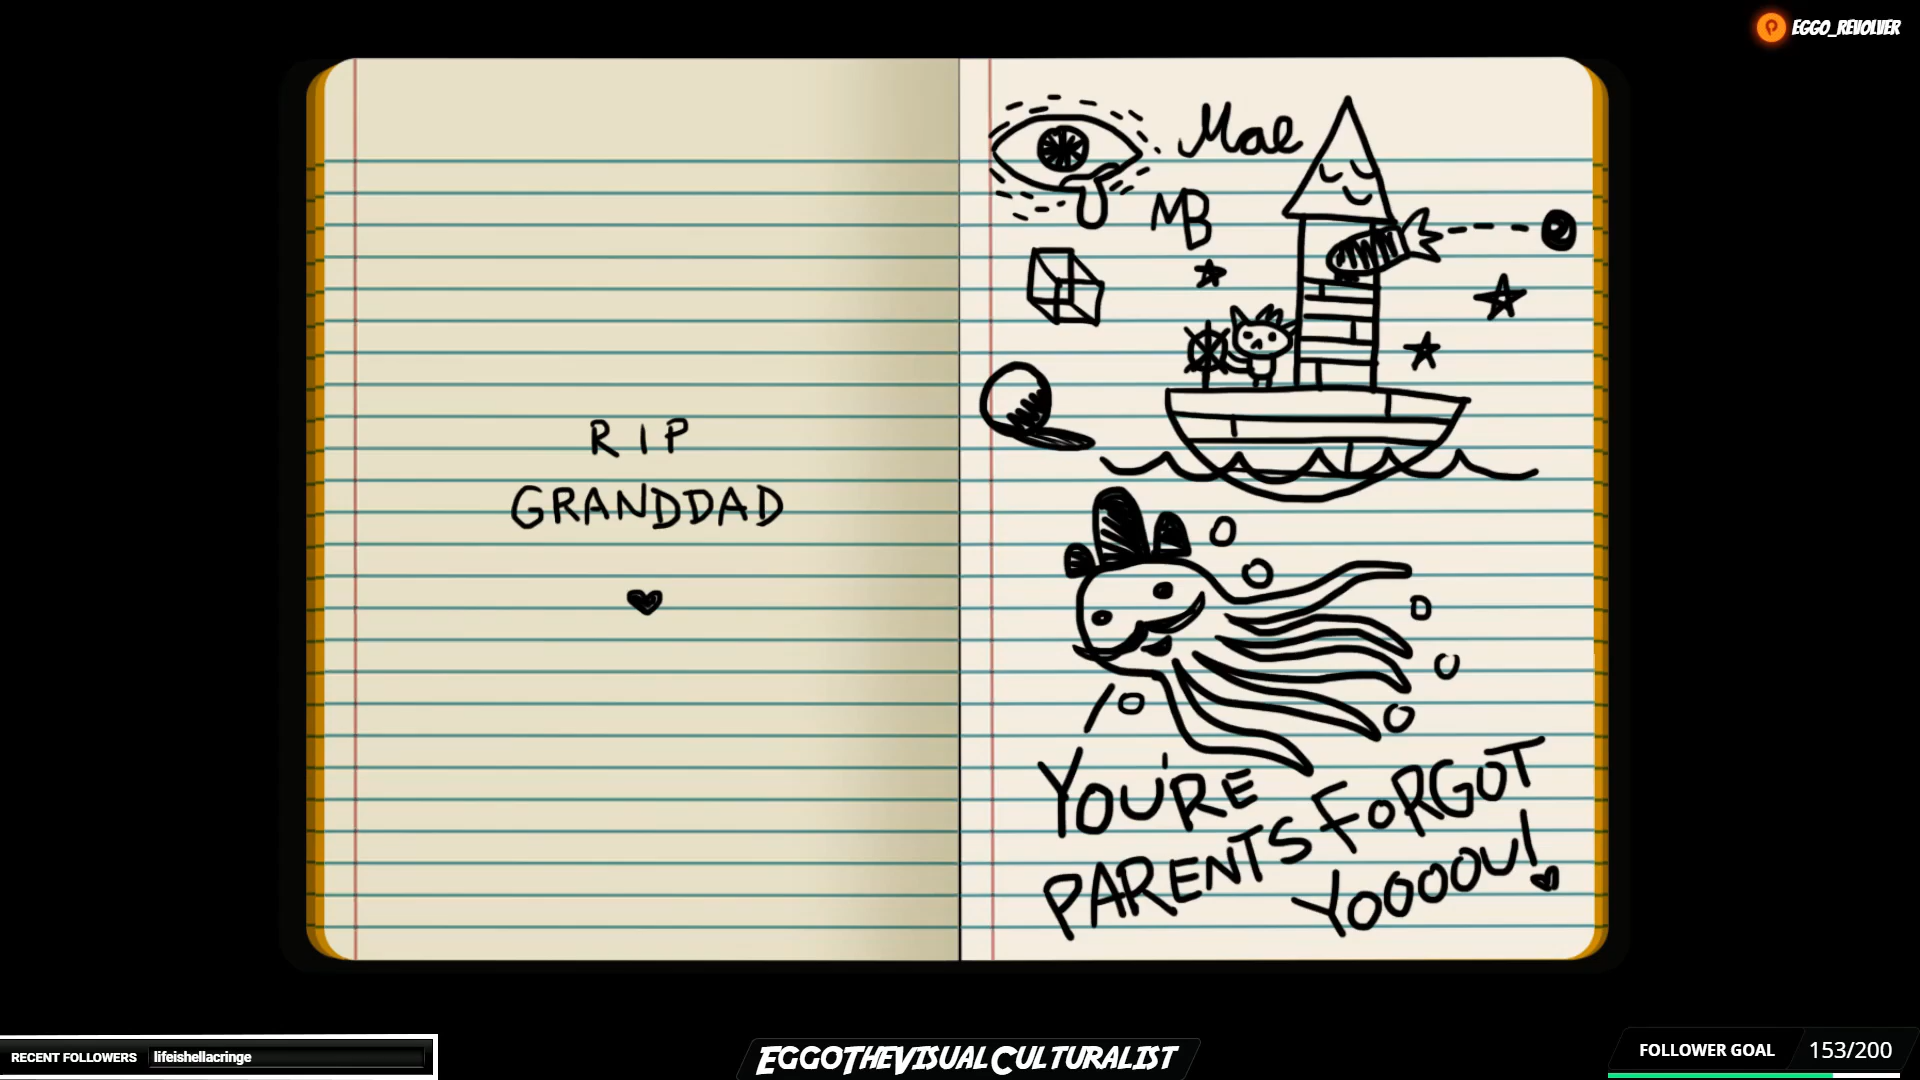 EGGO_REVOLVER
RIP
GRANDDAD
Mae
MB
YOU'RE
PARENTS FORGOT
YOOOOU!
RECENT FOLLOWERS lifeishellacringe
EGGOTHEVISUALCULTURALIST
FOLLOWER GOAL 153/200